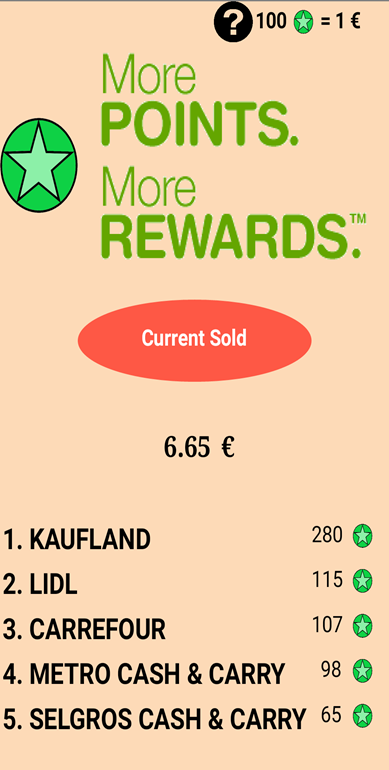 ? 100 = 1 €
More
POINTS.
More
REWARDS.™
Current Sold
6.65 €
1. KAUFLAND 280
2. LIDL 115
3. CARREFOUR 107
4. METRO CASH & CARRY 98
5. SELGROS CASH & CARRY 65